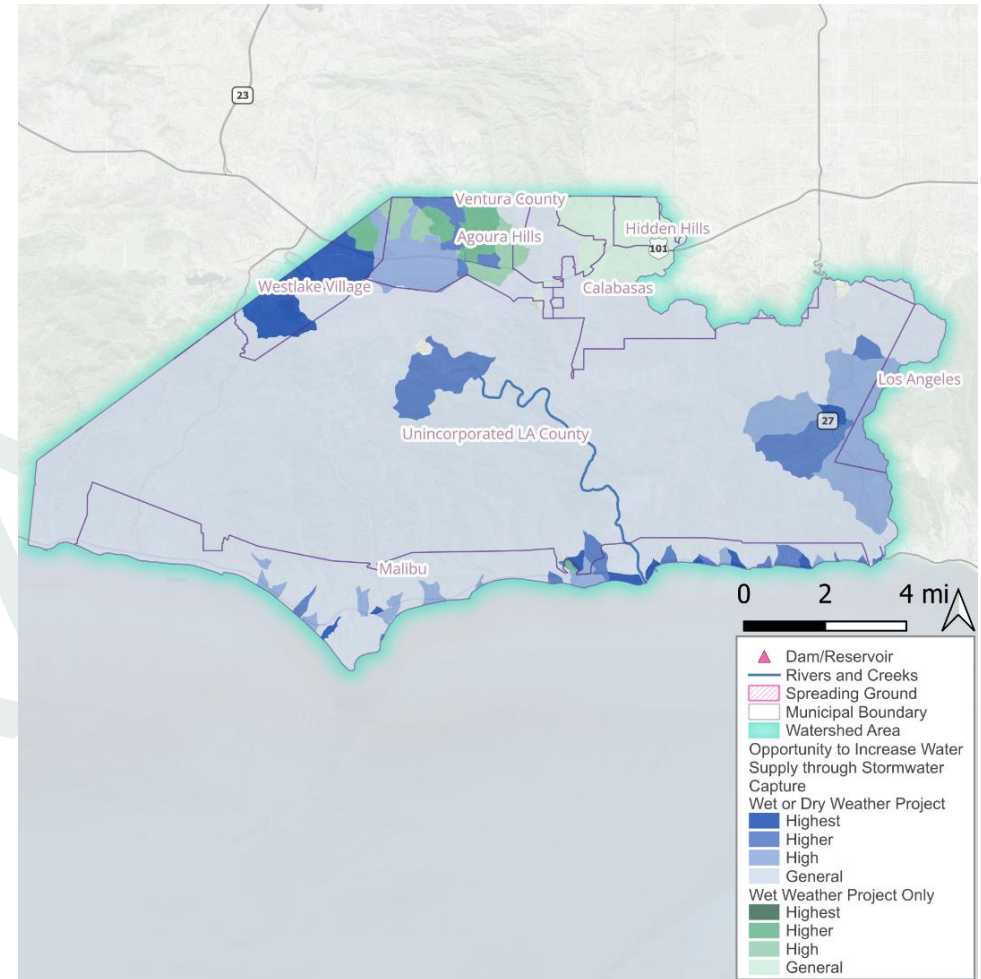 23
Ventura County
Hidden Hills
Agoura Hills
101
Westlake Village
Calabasas
Los Angeles
27
Unincorporated LA County
Malibu
0 2 4 mi
Dam/Reservoir
Rivers and Creeks
Spreading Ground
Municipal Boundary
Watershed Area
Opportunity to Increase Water
Supply through Stormwater
Capture
Wet or Dry Weather Project
Highest
Higher
High
General
Wet Weather Project Only
Highest
Higher
High
General